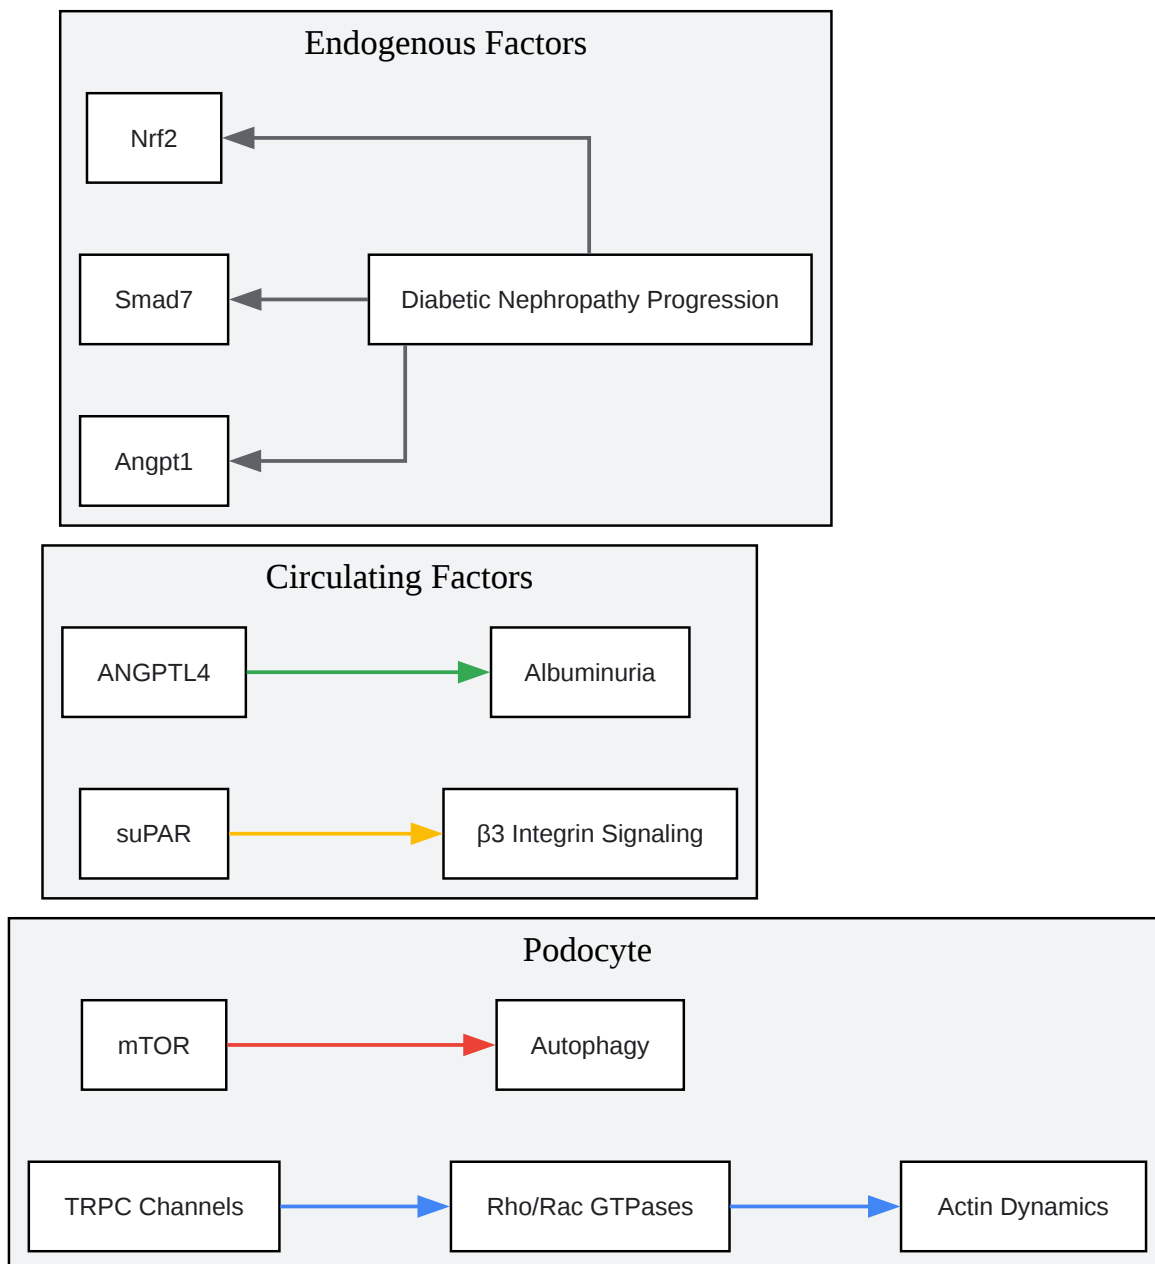 Endogenous Factors
Nrf2
Smad7
Diabetic Nephropathy Progression
Angpt1
Circulating Factors
ANGPTL4
Albuminuria
suPAR
β3 Integrin Signaling
Podocyte
mTOR
Autophagy
TRPC Channels
Rho/Rac GTPases
Actin Dynamics